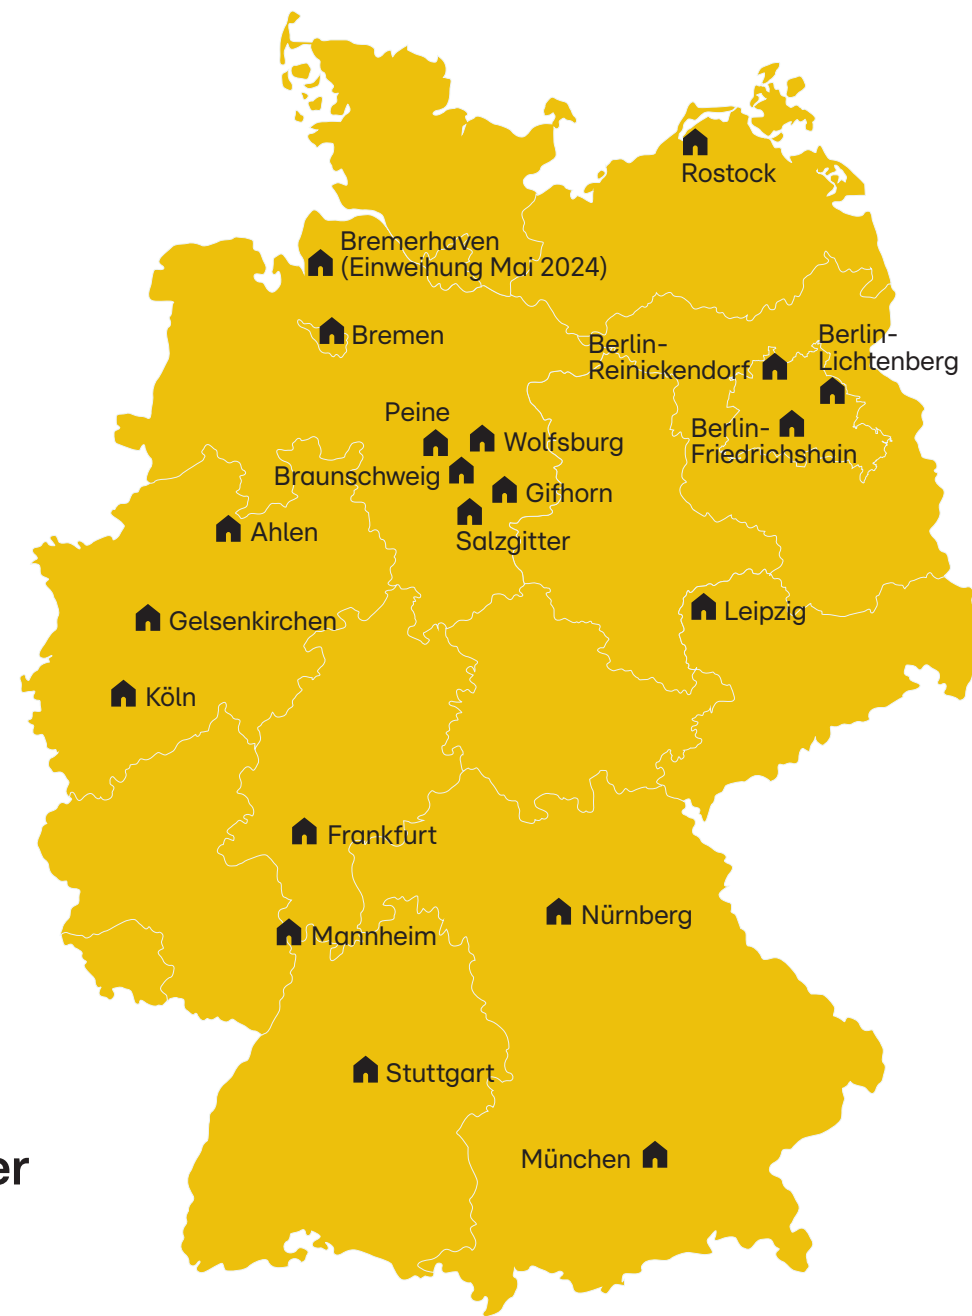 Rostock
Bremerhaven
(Einweihung Mai 2024)
Bremen
Berlin-
Reinickendorf
Berlin-
Lichtenberg
Berlin-
Friedrichshain
Peine
Wolfsburg
Braunschweig
Gifhorn
Salzgitter
Ahlen
Gelsenkirchen
Leipzig
Köln
Frankfurt
Nürnberg
Mannheim
Stuttgart
München
er